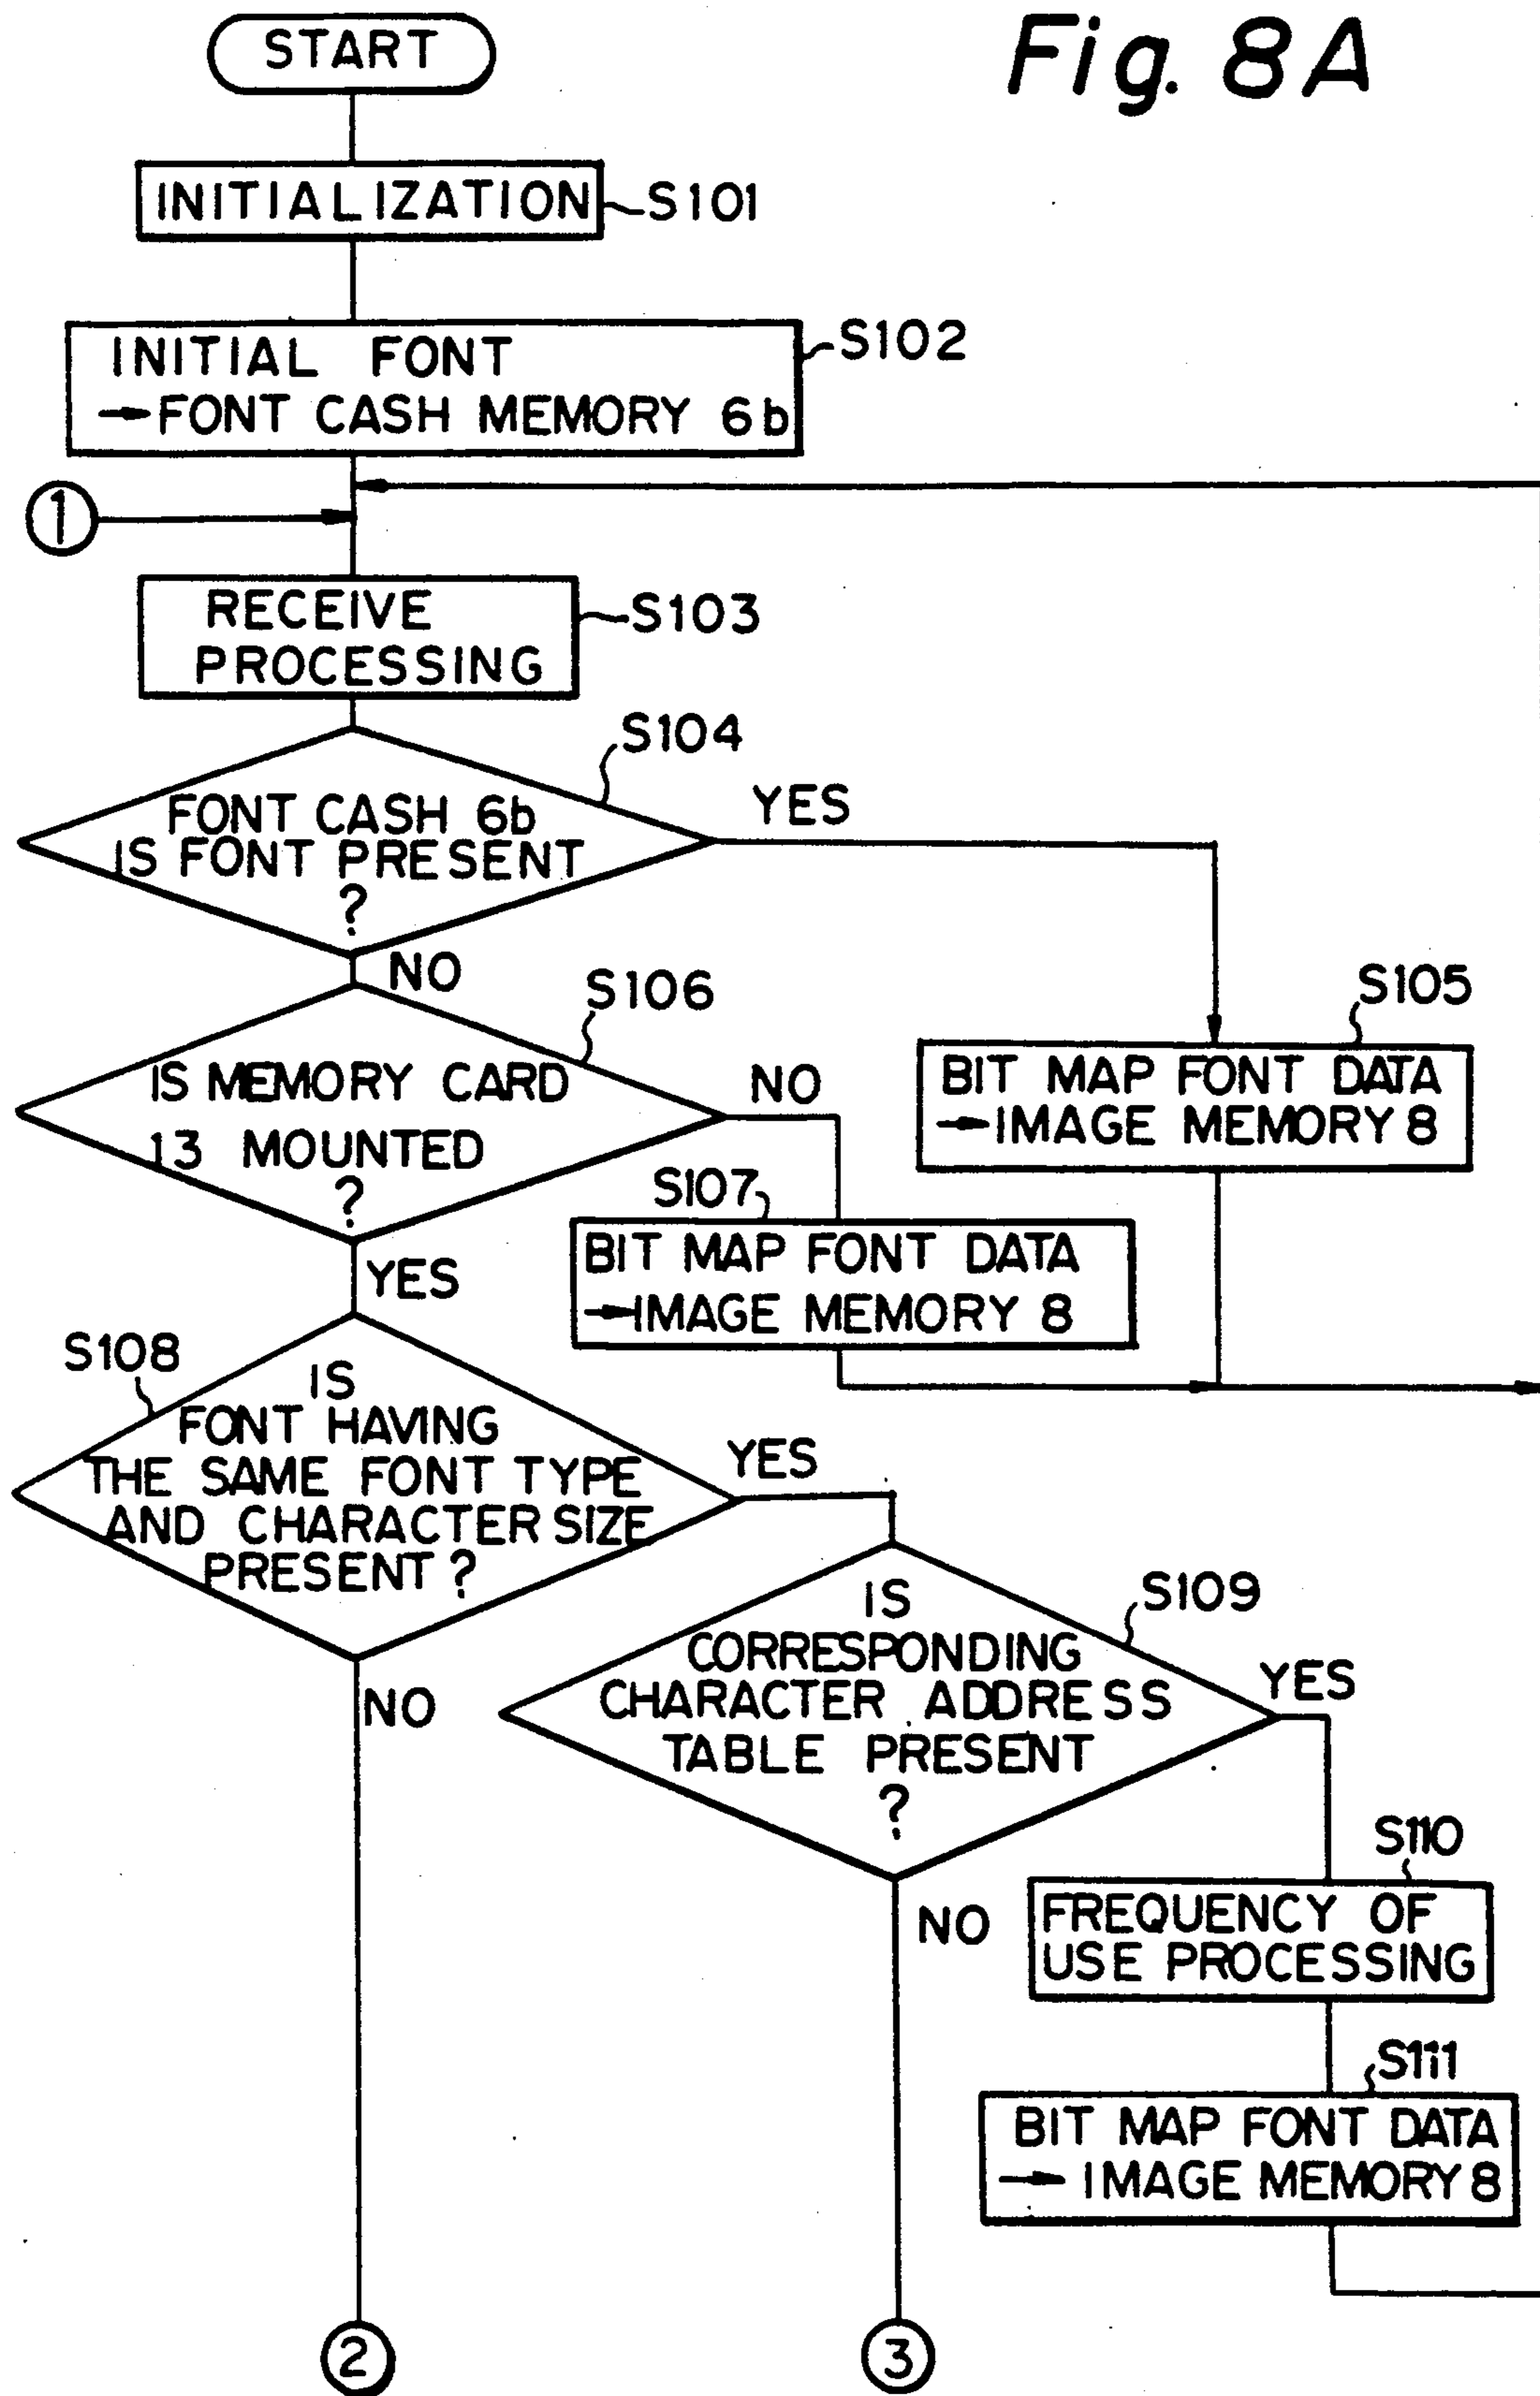 Fig. 8A
START
INITIALIZATION
S101
INITIAL FONT
→FONT CASH MEMORY 6b
S102
1
RECEIVE
PROCESSING
S103
S104
FONT CASH 6b
IS FONT PRESENT
?
YES
NO
S106
IS MEMORY CARD
13 MOUNTED
?
NO
YES
S105
BIT MAP FONT DATA
→IMAGE MEMORY 8
S107
BIT MAP FONT DATA
→IMAGE MEMORY 8
S108
IS
FONT HAVING
THE SAME FONT TYPE
AND CHARACTER SIZE
PRESENT?
YES
NO
S109
IS
CORRESPONDING
CHARACTER ADDRESS
TABLE PRESENT
?
YES
NO
S110
FREQUENCY OF
USE PROCESSING
S111
BIT MAP FONT DATA
→ IMAGE MEMORY 8
2
3